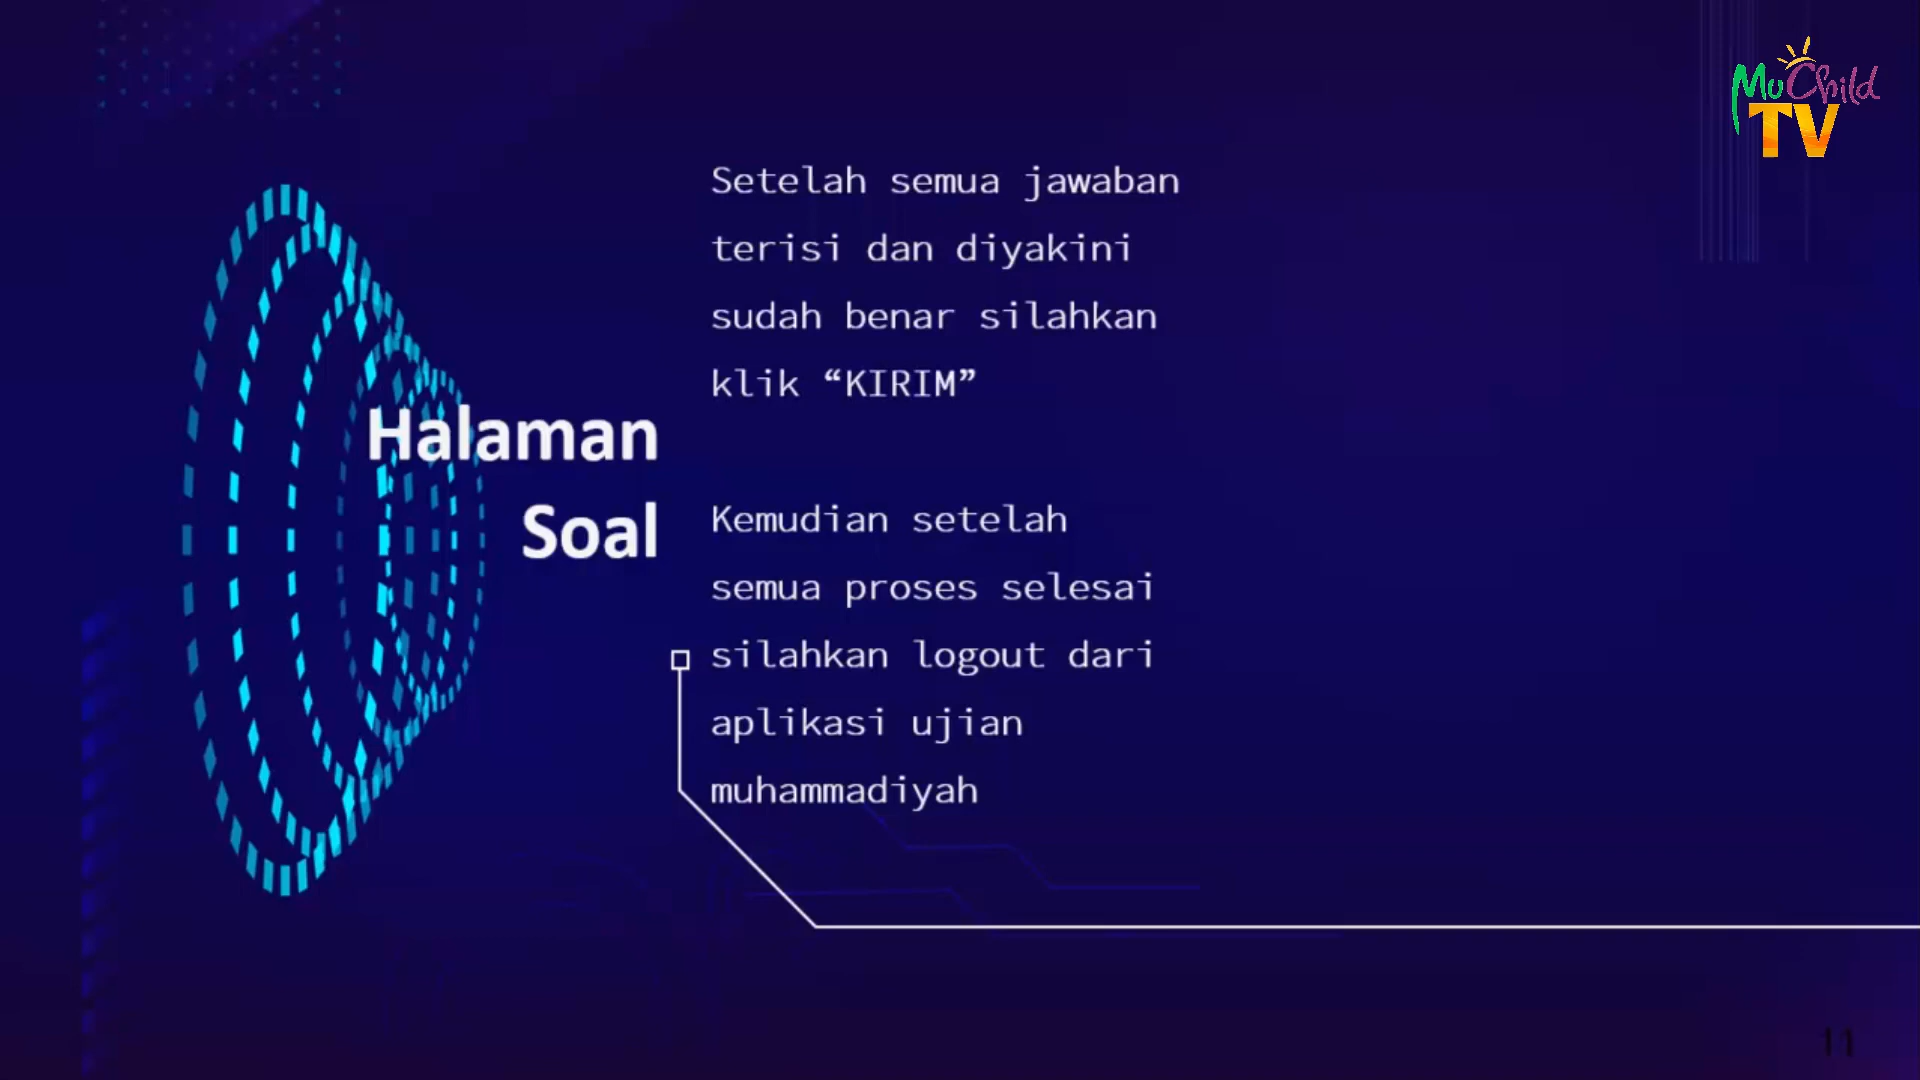 MuChild
TV
Halaman
Soal
Setelah semua jawaban
terisi dan diyakini
sudah benar silahkan
klik “KIRIM”
Kemudian setelah
semua proses selesai
silahkan logout dari
aplikasi ujian
muhammadiyah
11